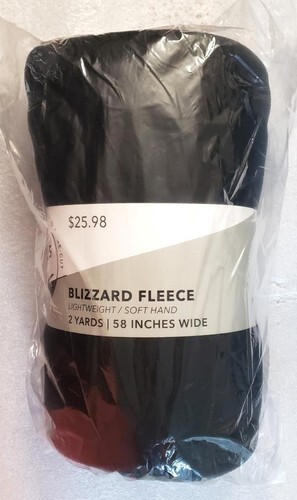 $25.98
BLIZZARD FLEECE
LIGHTWEIGHT / SOFT HAND
2 YARDS | 58 INCHES WIDE